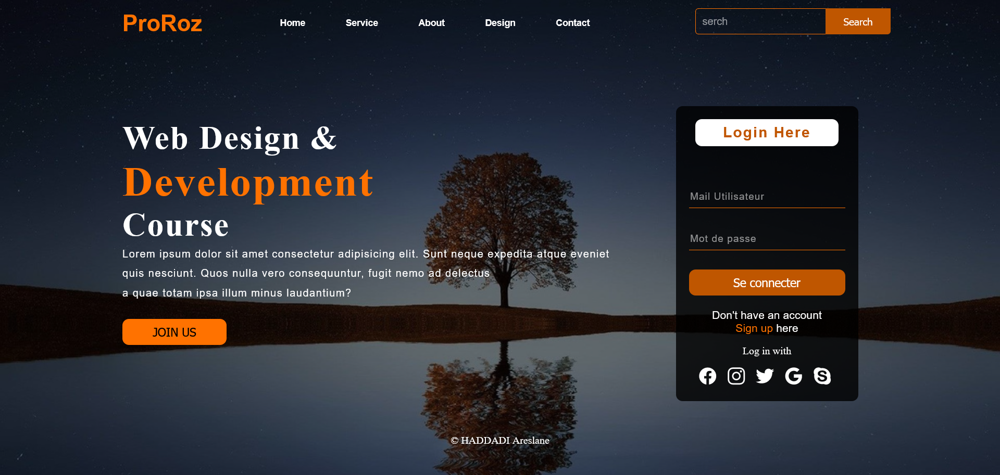 ProRoz
Home
Service
About
Design
Contact
serch
Search
Web Design &
Development
Course
Lorem ipsum dolor sit amet consectetur adipisicing elit. Sunt neque expedita atque eveniet
quis nesciunt. Quos nulla vero consequuntur, fugit nemo ad delectus
a quae totam ipsa illum minus laudantium?
JOIN US
Login Here
Mail Utilisateur
Mot de passe
Se connecter
Don't have an account
Sign up here
Log in with
© HADDADI Areslane